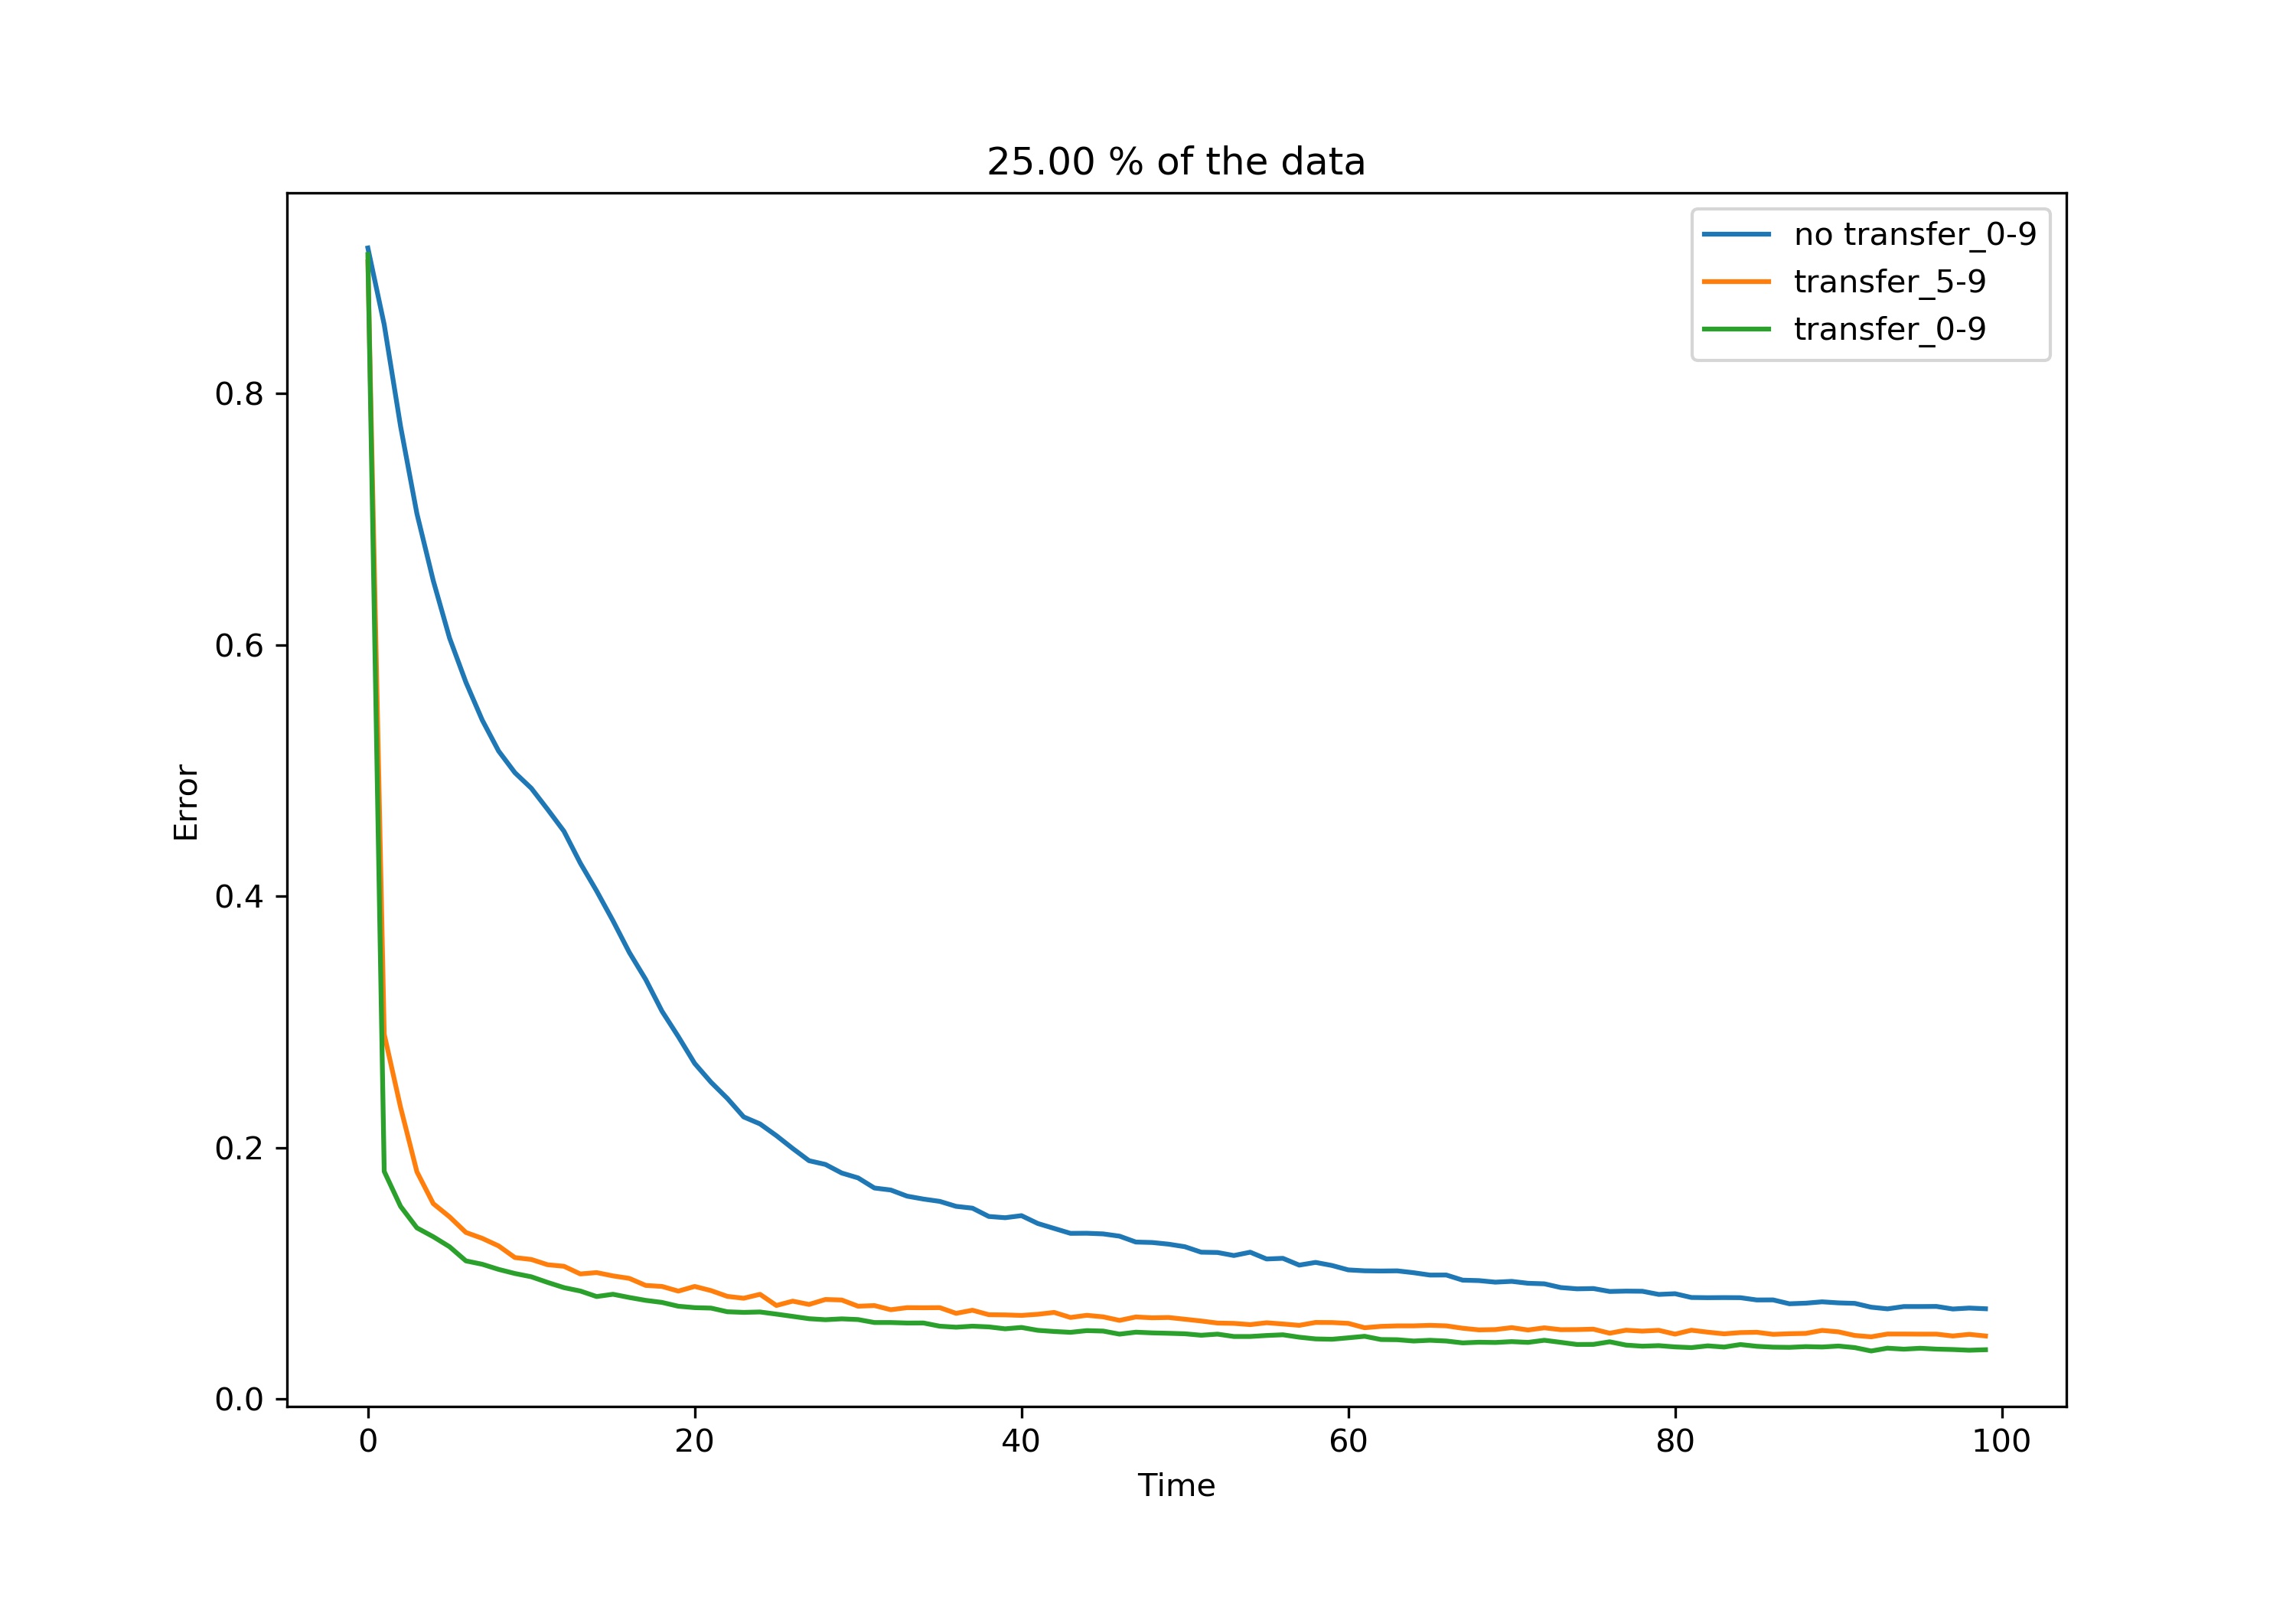 25.00 % of the data
no transfer_0-9
transfer_5-9
transfer_0-9
0.8
0.6
0.4
0.2
0.0
Error
0 20 40 60 80 100
Time